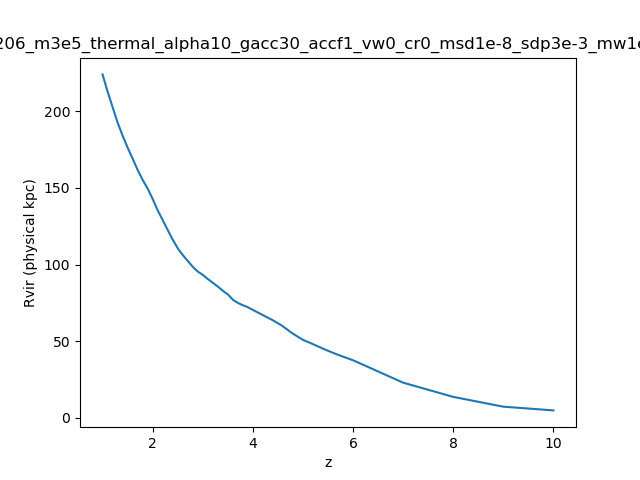 206_m3e5_thermal_alpha10_gacc30_accf1_vw0_cr0_msd1e-8_sdp3e-3_mw1e
Rvir (physical kpc)
200
150
100
50
0
2 4 6 8 10
z